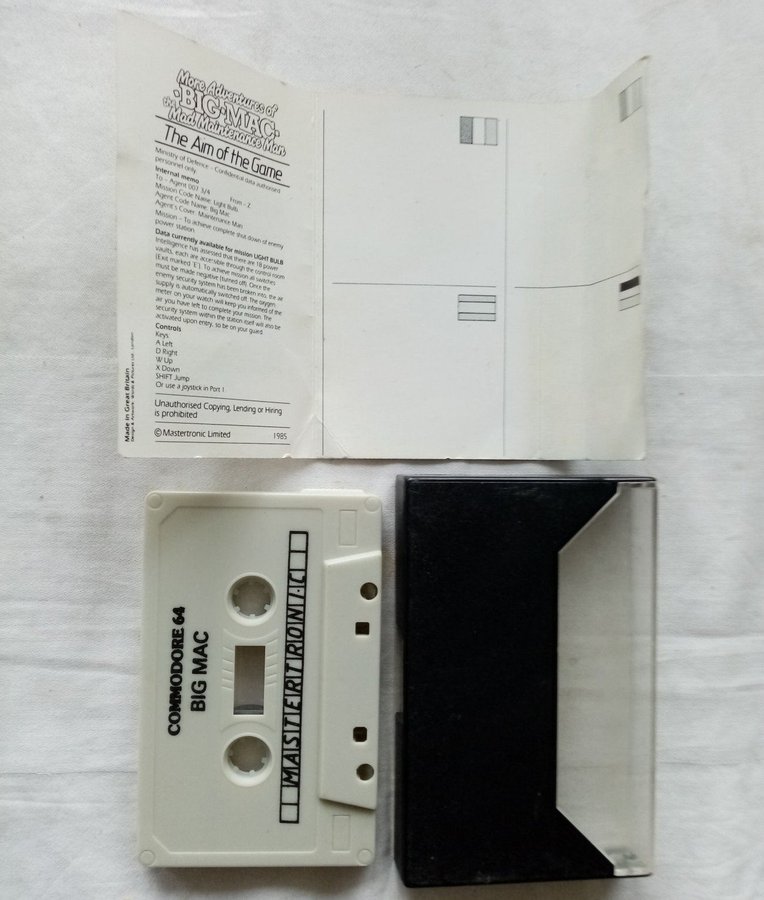 More Adventures of
·BIG·MAC·
the Mad Maintenance Man
The Aim of the Game
Ministry of Defence – Confidential data authorised
personnel only.
Internal memo
To – Agent 007 3/4 From – Z
Mission Code Name: Light Bulb
Agent Code Name: Big Mac
Agent's Cover: Maintenance Man
Mission – To achieve complete shut down of enemy
power station
Data currently available for mission LIGHT BULB
Intelligence has assessed that there are 18 power
vaults, each are accessible through the control room
(Exit marked 'E'). To achieve mission all switches
must be made negative (turned off). Once the
enemy security system has been broken into, the air
supply is automatically switched off. The oxygen
meter on your watch will keep you informed of the
air you have left to complete your mission. The
security system within the station itself will also be
activated upon entry, so be on your guard.
Controls
Keys
A Left
D Right
W Up
X Down
SHIFT Jump
Or use a joystick in Port 1
Unauthorised Copying, Lending or Hiring
is prohibited
© Mastertronic Limited 1985
Made in Great Britain
Design & Artwork: Words & Pictures Ltd., London
COMMODORE 64
BIG MAC
MASTERTRONIC